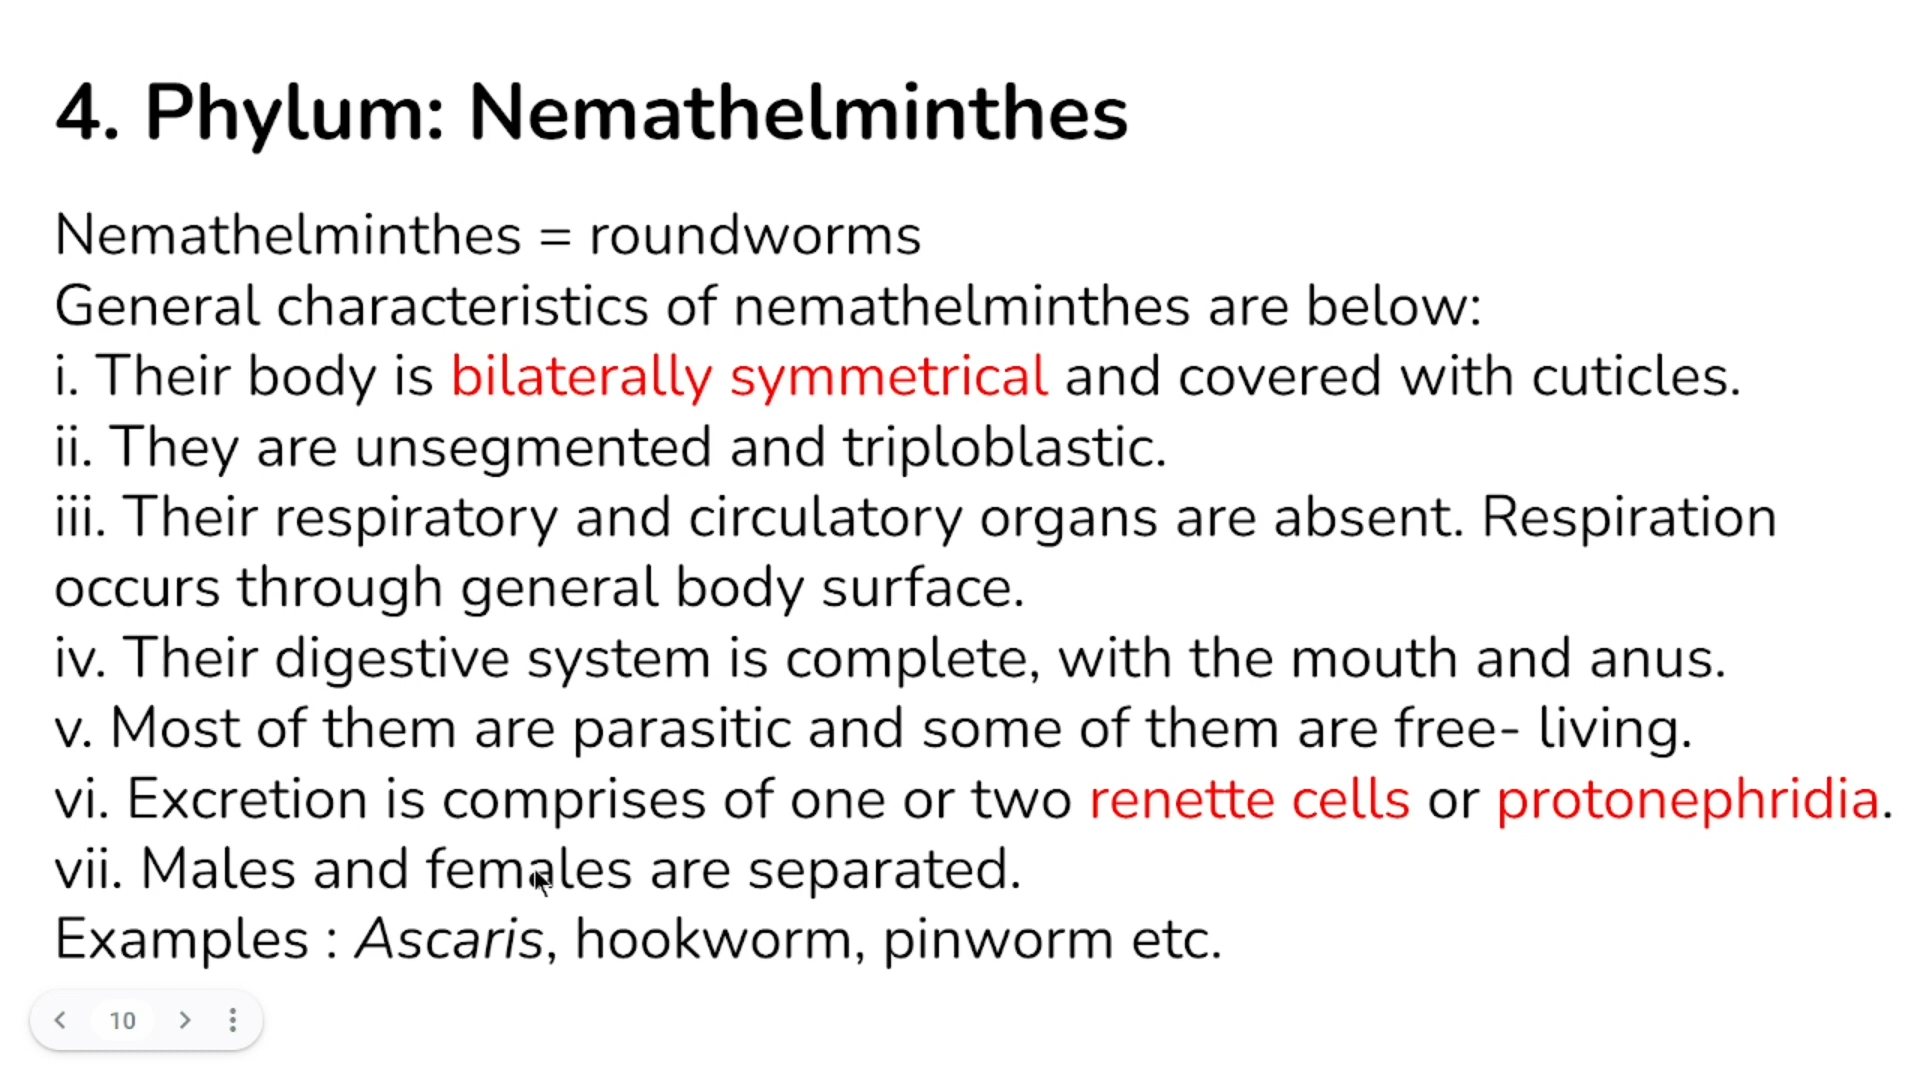 4. Phylum: Nemathelminthes
Nemathelminthes = roundworms
General characteristics of nemathelminthes are below:
i. Their body is bilaterally symmetrical and covered with cuticles.
ii. They are unsegmented and triploblastic.
iii. Their respiratory and circulatory organs are absent. Respiration
occurs through general body surface.
iv. Their digestive system is complete, with the mouth and anus.
v. Most of them are parasitic and some of them are free- living.
vi. Excretion is comprises of one or two renette cells or protonephridia.
vii. Males and females are separated.
Examples : Ascaris, hookworm, pinworm etc.
10